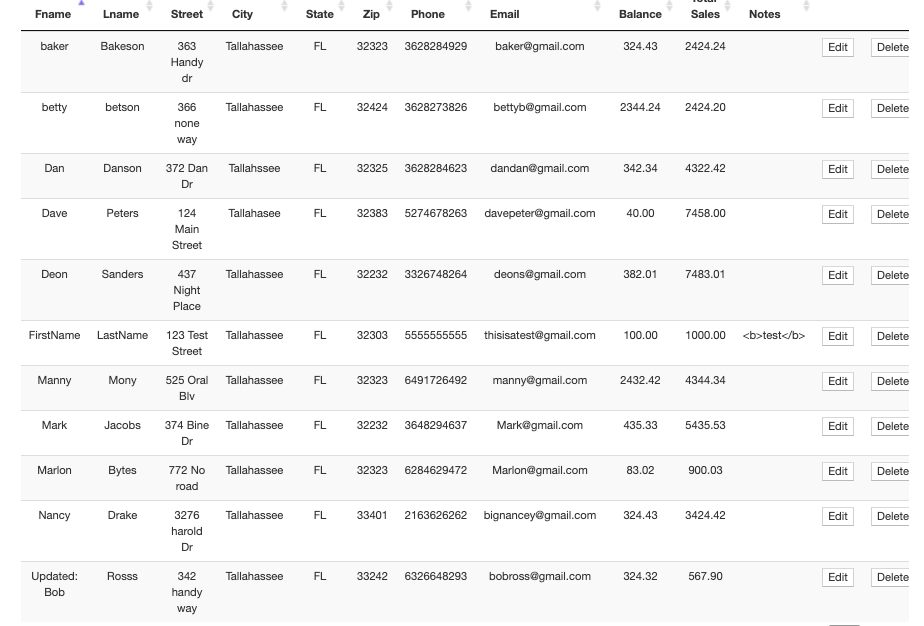 Fname Lname Street City State Zip Phone Email Balance Sales Notes
baker Bakeson 363 Tallahassee FL 32323 3628284929 baker@gmail.com 324.43 2424.24 Edit Delete
Handy
dr
betty betson 366 Tallahassee FL 32424 3628273826 bettyb@gmail.com 2344.24 2424.20 Edit Delete
none
way
Dan Danson 372 Dan Tallahssee FL 32325 3628284623 dandan@gmail.com 342.34 4322.42 Edit Delete
Dr
Dave Peters 124 Tallahasee FL 32383 5274678263 davepeter@gmail.com 40.00 7458.00 Edit Delete
Main
Street
Deon Sanders 437 Tallahassee FL 32232 3326748264 deons@gmail.com 382.01 7483.01 Edit Delete
Night
Place
FirstName LastName 123 Test Tallahassee FL 32303 5555555555 thisisatest@gmail.com 100.00 1000.00 <b>test</b> Edit Delete
Street
Manny Mony 525 Oral Tallahassee FL 32323 6491726492 manny@gmail.com 2432.42 4344.34 Edit Delete
Blv
Mark Jacobs 374 Bine Tallahassee FL 32232 3648294637 Mark@gmail.com 435.33 5435.53 Edit Delete
Dr
Marlon Bytes 772 No Tallahassee FL 32323 6284629472 Marlon@gmail.com 83.02 900.03 Edit Delete
road
Nancy Drake 3276 Tallahassee FL 33401 2163626262 bignancey@gmail.com 324.43 3424.42 Edit Delete
harold
Dr
Updated: Rosss 342 Tallahassee FL 33242 6326648293 bobross@gmail.com 324.32 567.90 Edit Delete
Bob handy
way